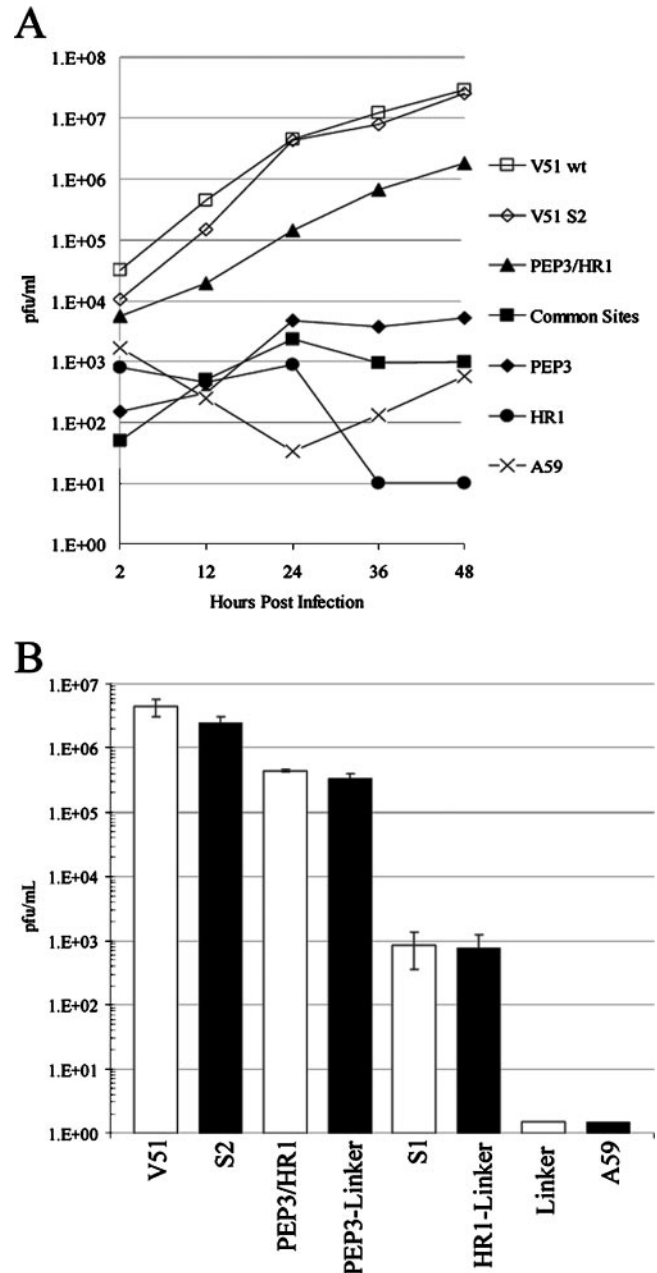 A
1.E+08
1.E+07
1.E+06
1.E+05
1.E+04
1.E+03
1.E+02
1.E+01
1.E+00
pfu/ml
2 12 24 36 48
Hours Post Infection
V51 wt
V51 S2
PEP3/HR1
Common Sites
PEP3
HR1
A59
B
1.E+07
1.E+06
1.E+05
1.E+04
1.E+03
1.E+02
1.E+01
1.E+00
pfu/mL
V51
S2
PEP3/HR1
PEP3-Linker
S1
HR1-Linker
Linker
A59